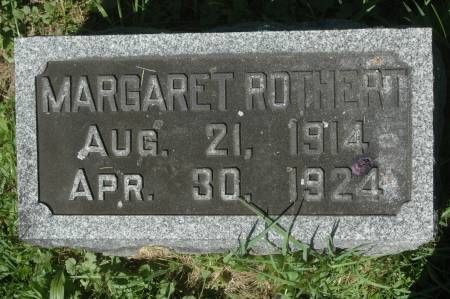 MARGARET ROTHERT
AUG. 21, 1914
APR. 30, 1924